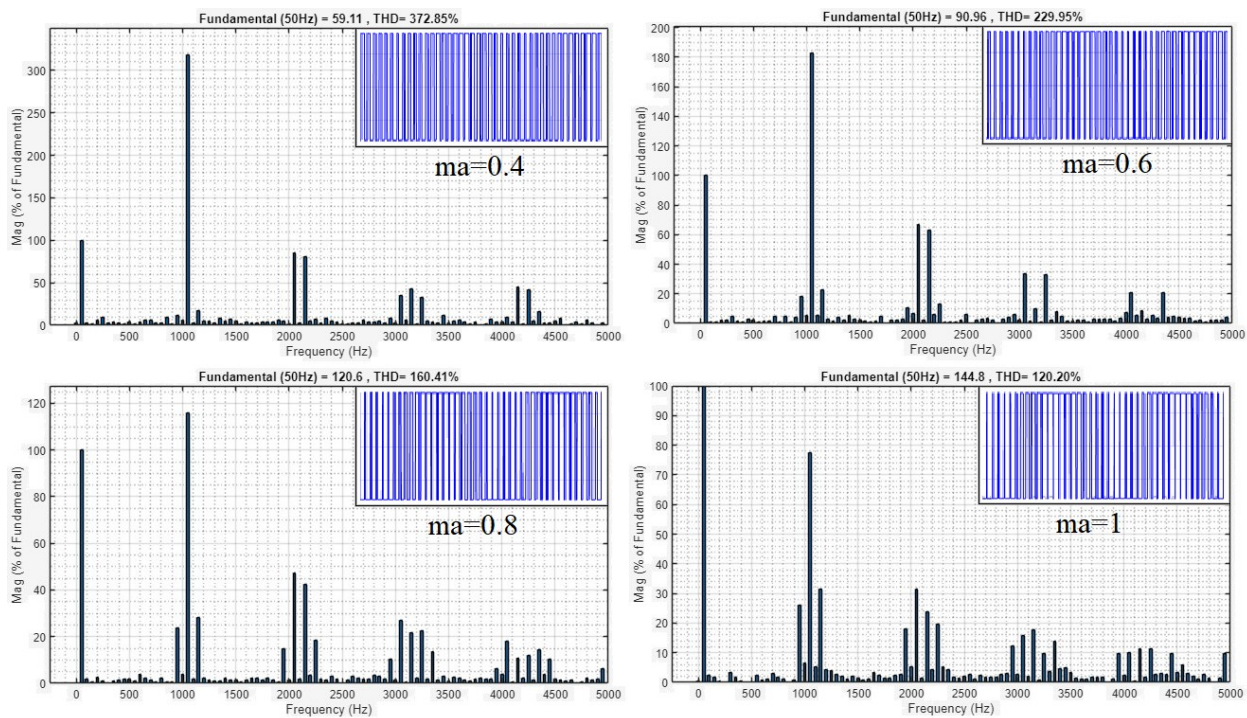 Fundamental (50Hz) = 59.11 , THD= 372.85%
Mag (% of Fundamental)
300
250
200
150
100
50
0
ma=0.4
0 500 1000 1500 2000 2500 3000 3500 4000 4500 5000
Frequency (Hz)
Fundamental (50Hz) = 90.96 , THD= 229.95%
Mag (% of Fundamental)
200
180
160
140
120
100
80
60
40
20
0
ma=0.6
0 500 1000 1500 2000 2500 3000 3500 4000 4500 5000
Frequency (Hz)
Fundamental (50Hz) = 120.6 , THD= 160.41%
Mag (% of Fundamental)
120
100
80
60
40
20
0
ma=0.8
0 500 1000 1500 2000 2500 3000 3500 4000 4500 5000
Frequency (Hz)
Fundamental (50Hz) = 144.8 , THD= 120.20%
Mag (% of Fundamental)
100
90
80
70
60
50
40
30
20
10
0
ma=1
0 500 1000 1500 2000 2500 3000 3500 4000 4500 5000
Frequency (Hz)